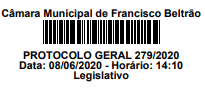 Câmara Municipal de Francisco Beltrão
PROTOCOLO GERAL 279/2020
Data: 08/06/2020 - Horário: 14:10
Legislativo